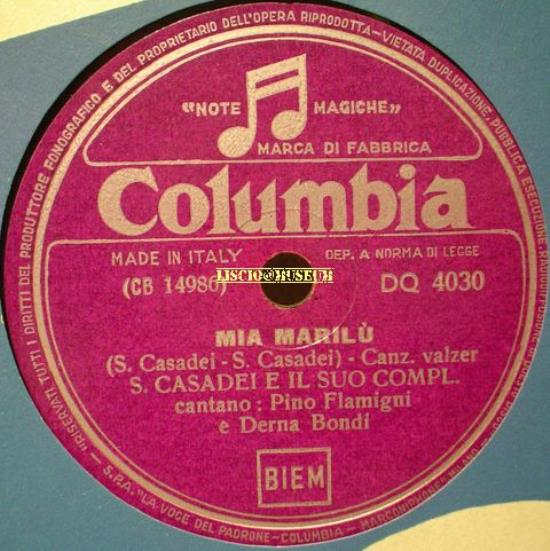 "RISERVATI TUTTI I DIRITTI DEL PRODUTTORE FONOGRAFICO E DEL PROPRIETARIO DELL'OPERA RIPRODOTTA - VIETATA DUPLICAZIONE, PUBBLICA ESECUZIONE
"NOTE MAGICHE"
MARCA DI FABBRICA
Columbia
MADE IN ITALY DEP. A NORMA DI LEGGE
(CB 14986) LISCIO@MUSEUM DQ 4030
MIA MARILÙ
(S. Casadei - S. Casadei) - Canz. valzer
S. CASADEI E IL SUO COMPL.
cantano: Pino Flamigni
e Derna Bondi
BIEM
S.P.A. "LA VOCE DEL PADRONE - COLUMBIA - MARCONIPHONE" MILANO